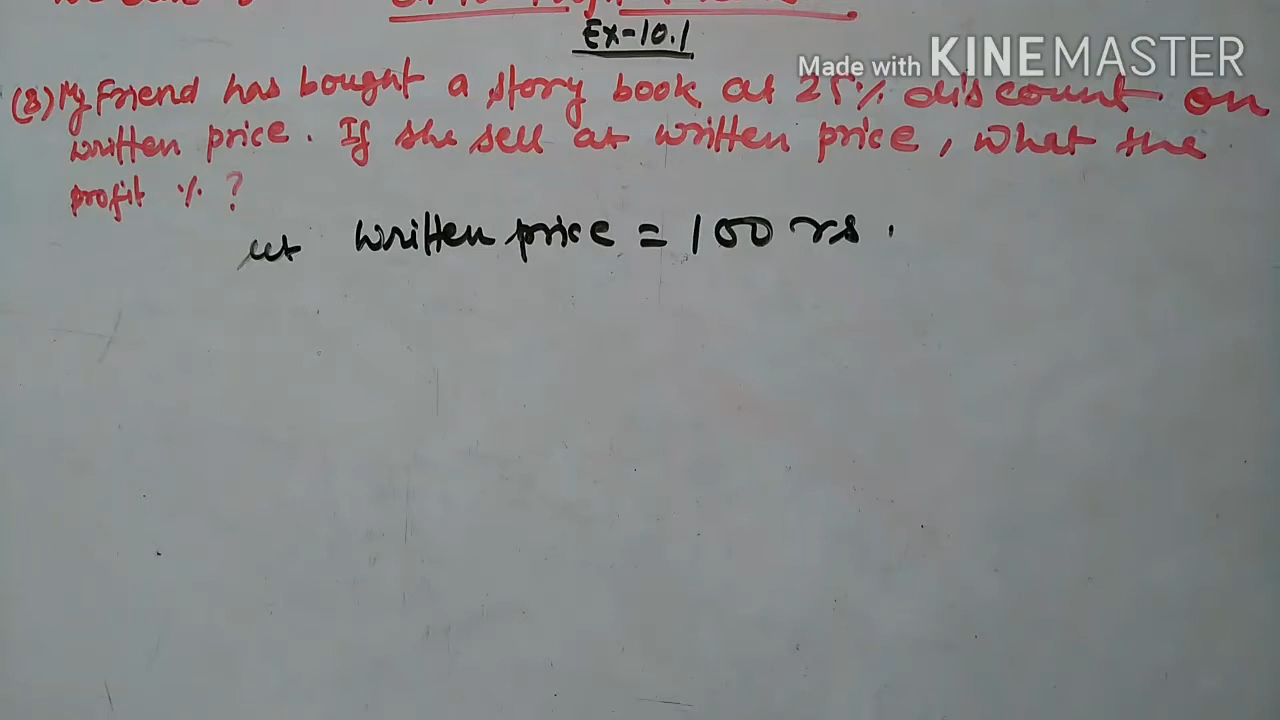 Ex-10.1
Made with KINEMASTER
(8) My friend has bought a story book at 25% discount on
written price. If she sell at written price, what the
profit % ?
let written price = 100 rs.